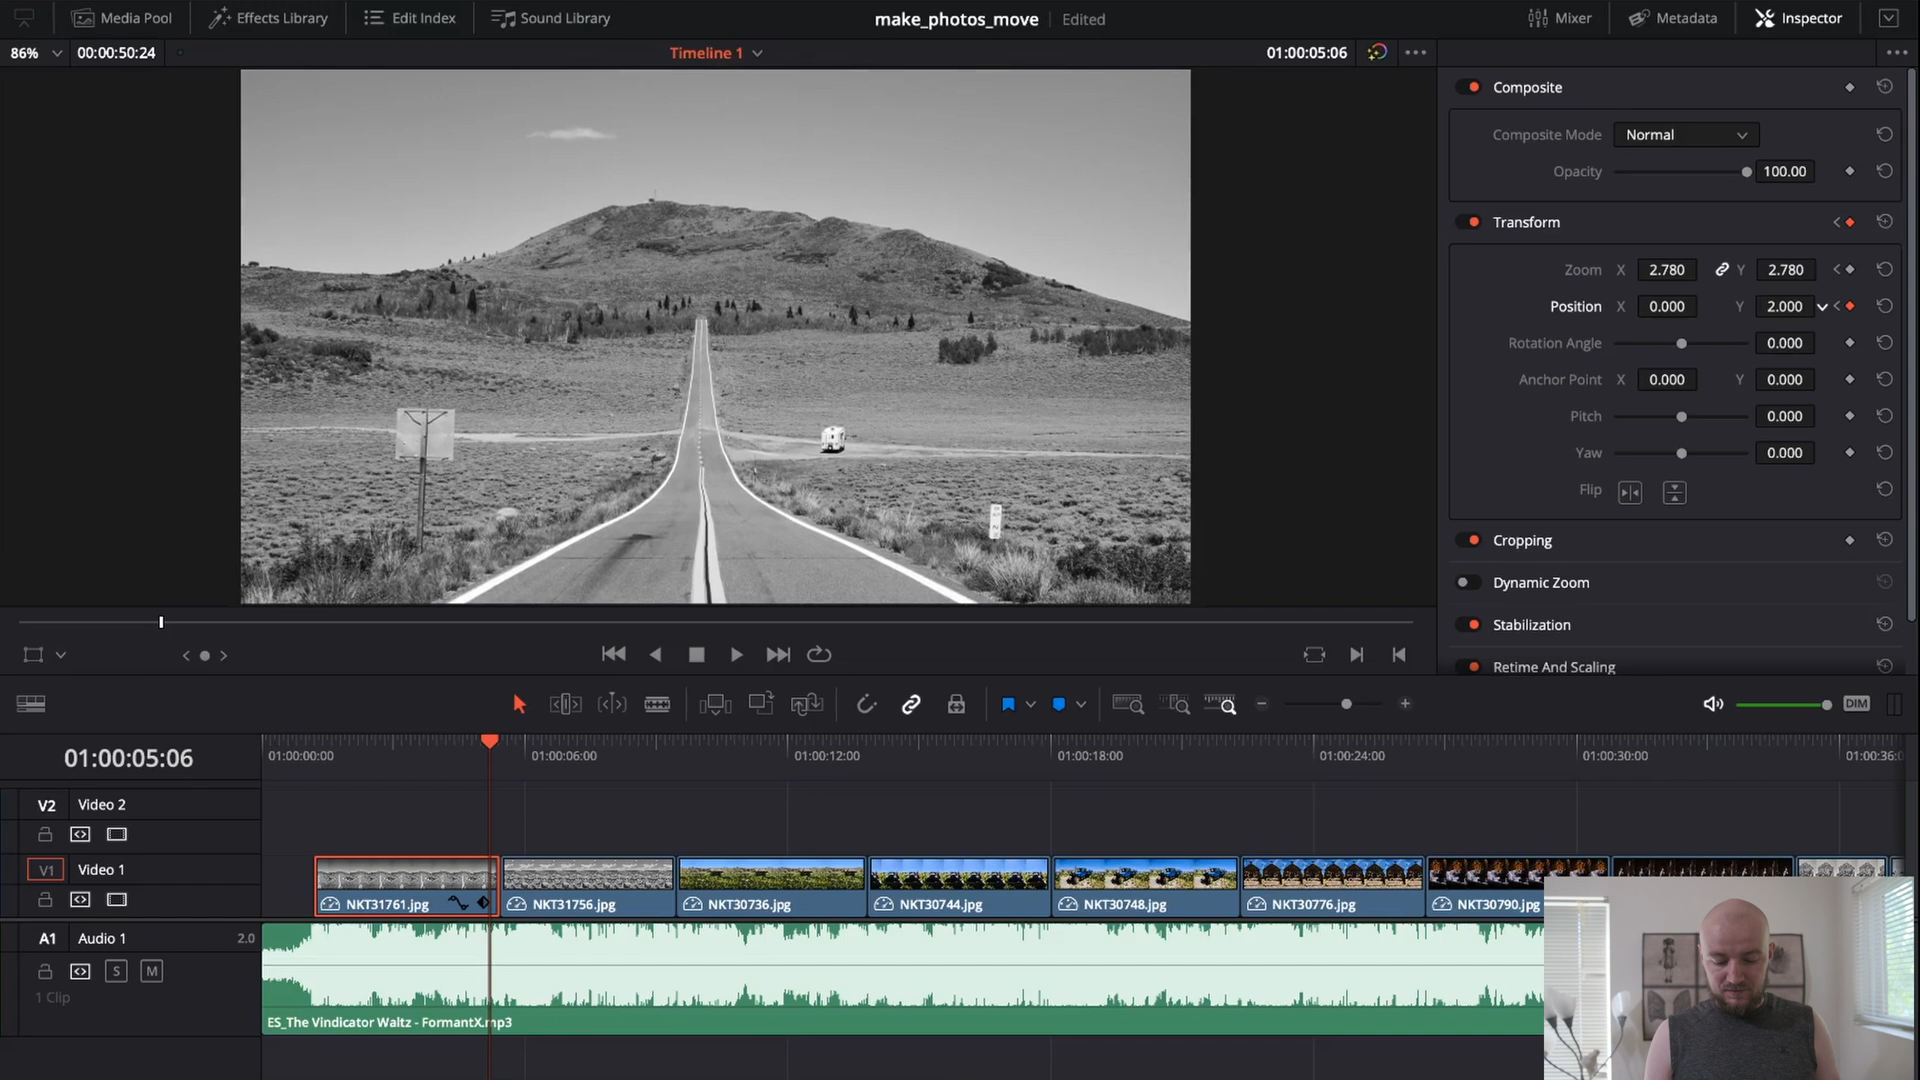 Media Pool
Effects Library
Edit Index
Sound Library
make_photos_move
Edited
Mixer
Metadata
Inspector
86%
00:00:50:24
Timeline 1
01:00:05:06
Composite
Composite Mode
Normal
Opacity
100.00
Transform
Zoom X 2.780 Y 2.780
Position X 0.000 Y 2.000
Rotation Angle 0.000
Anchor Point X 0.000 Y 0.000
Pitch 0.000
Yaw 0.000
Flip
Cropping
Dynamic Zoom
Stabilization
Retime And Scaling
DIM
01:00:05:06
01:00:00:00
01:00:06:00
01:00:12:00
01:00:18:00
01:00:24:00
01:00:30:00
01:00:36:0
V2 Video 2
V1 Video 1
NKT31761.jpg
NKT31756.jpg
NKT30736.jpg
NKT30744.jpg
NKT30748.jpg
NKT30776.jpg
NKT30790.jpg
A1 Audio 1 2.0
S M
1 Clip
ES_The Vindicator Waltz - FormantX.mp3